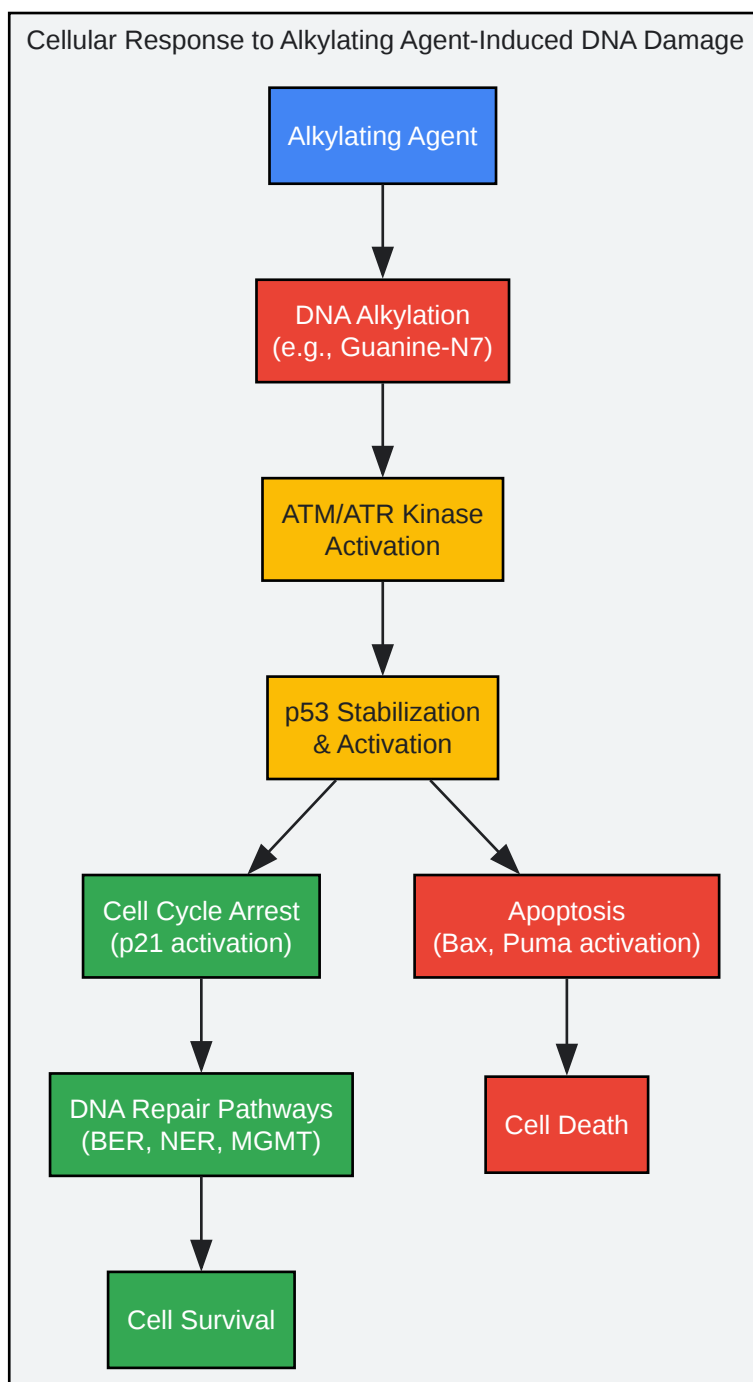 Cellular Response to Alkylating Agent-Induced DNA Damage
Alkylating Agent
DNA Alkylation
(e.g., Guanine-N7)
ATM/ATR Kinase
Activation
p53 Stabilization
& Activation
Cell Cycle Arrest
(p21 activation)
Apoptosis
(Bax, Puma activation)
DNA Repair Pathways
(BER, NER, MGMT)
Cell Death
Cell Survival